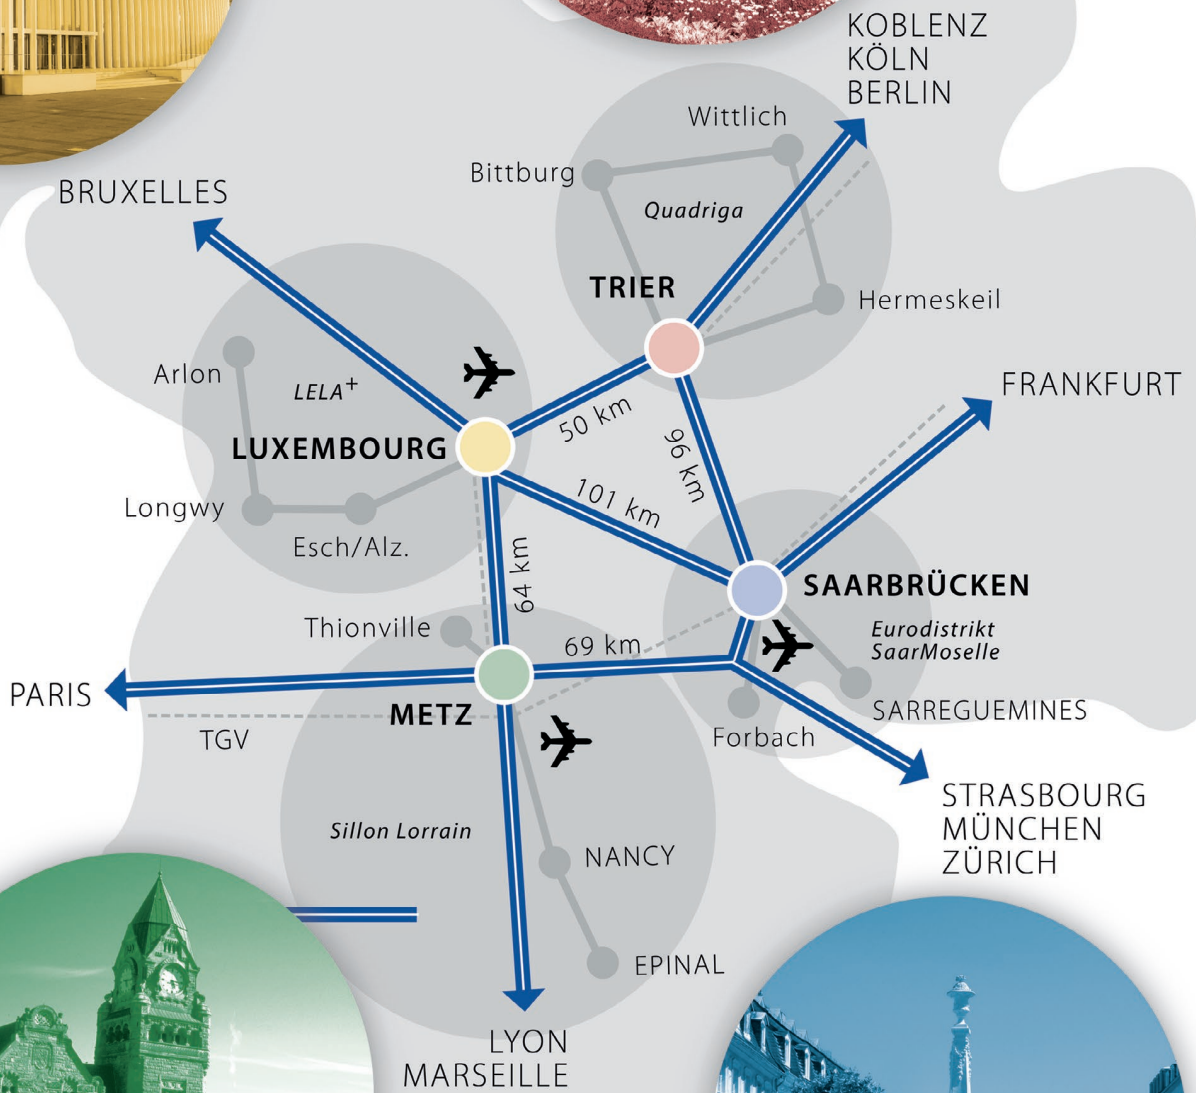 KOBLENZ
KÖLN
BERLIN
Wittlich
Bittburg
BRUXELLES
Quadriga
TRIER
Hermeskeil
Arlon
LELA+
FRANKFURT
50 km
LUXEMBOURG
96 km
101 km
Longwy
Esch/Alz.
64 km
SAARBRÜCKEN
Thionville
69 km
Eurodistrikt
SaarMoselle
PARIS
METZ
SARREGUEMINES
TGV
Forbach
STRASBOURG
MÜNCHEN
ZÜRICH
Sillon Lorrain
NANCY
EPINAL
LYON
MARSEILLE